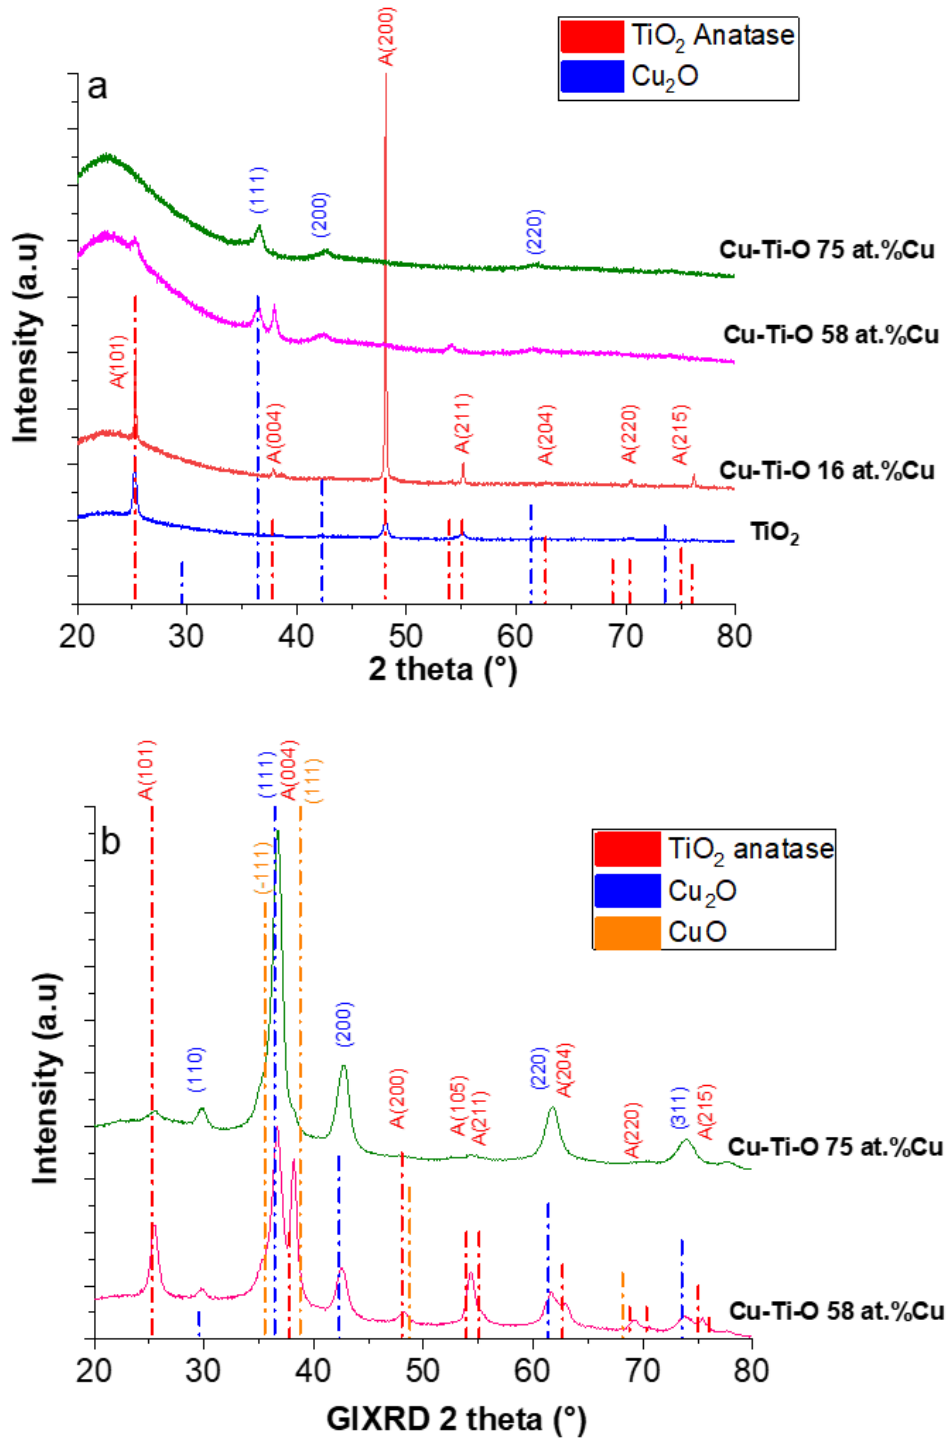 A(200)
TiO2 Anatase
Cu2O
a
(111)
(200)
(220)
Cu-Ti-O 75 at.%Cu
Cu-Ti-O 58 at.%Cu
A(101)
A(004)
A(211)
A(204)
A(220)
A(215)
Cu-Ti-O 16 at.%Cu
TiO2
Intensity (a.u)
20 30 40 50 60 70 80
2 theta (°)
A(101)
(111)
A(004)
(111)
b
(-111)
TiO2 anatase
Cu2O
CuO
(110)
(200)
A(200)
A(105)
A(211)
(220)
A(204)
A(220)
(311)
A(215)
Cu-Ti-O 75 at.%Cu
Cu-Ti-O 58 at.%Cu
Intensity (a.u)
20 30 40 50 60 70 80
GIXRD 2 theta (°)